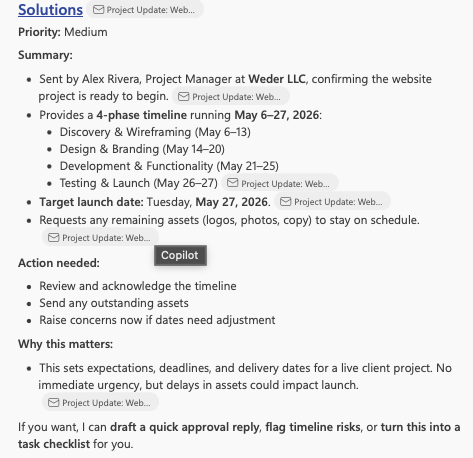 Solutions Project Update: Web...
Priority: Medium
Summary:
• Sent by Alex Rivera, Project Manager at Weder LLC, confirming the website
project is ready to begin. Project Update: Web...
• Provides a 4-phase timeline running May 6–27, 2026:
• Discovery & Wireframing (May 6–13)
• Design & Branding (May 14–20)
• Development & Functionality (May 21–25)
• Testing & Launch (May 26–27) Project Update: Web...
• Target launch date: Tuesday, May 27, 2026. Project Update: Web...
• Requests any remaining assets (logos, photos, copy) to stay on schedule.
Project Update: Web...
Copilot
Action needed:
• Review and acknowledge the timeline
• Send any outstanding assets
• Raise concerns now if dates need adjustment
Why this matters:
• This sets expectations, deadlines, and delivery dates for a live client project. No
immediate urgency, but delays in assets could impact launch.
Project Update: Web...
If you want, I can draft a quick approval reply, flag timeline risks, or turn this into a
task checklist for you.